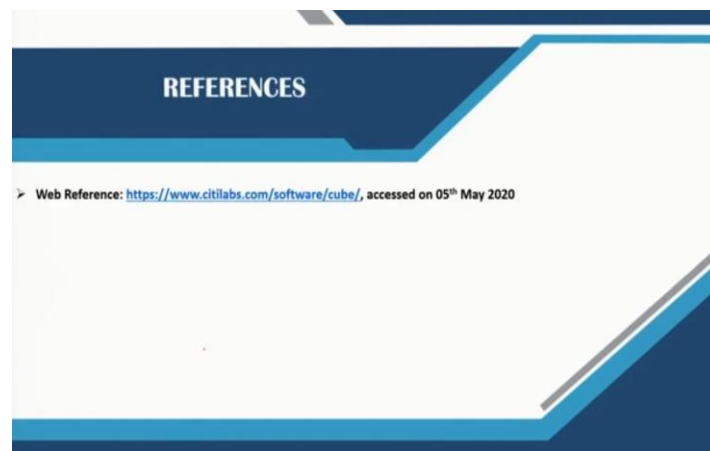 REFERENCES
➢ Web Reference: https://www.citilabs.com/software/cube/, accessed on 05th May 2020